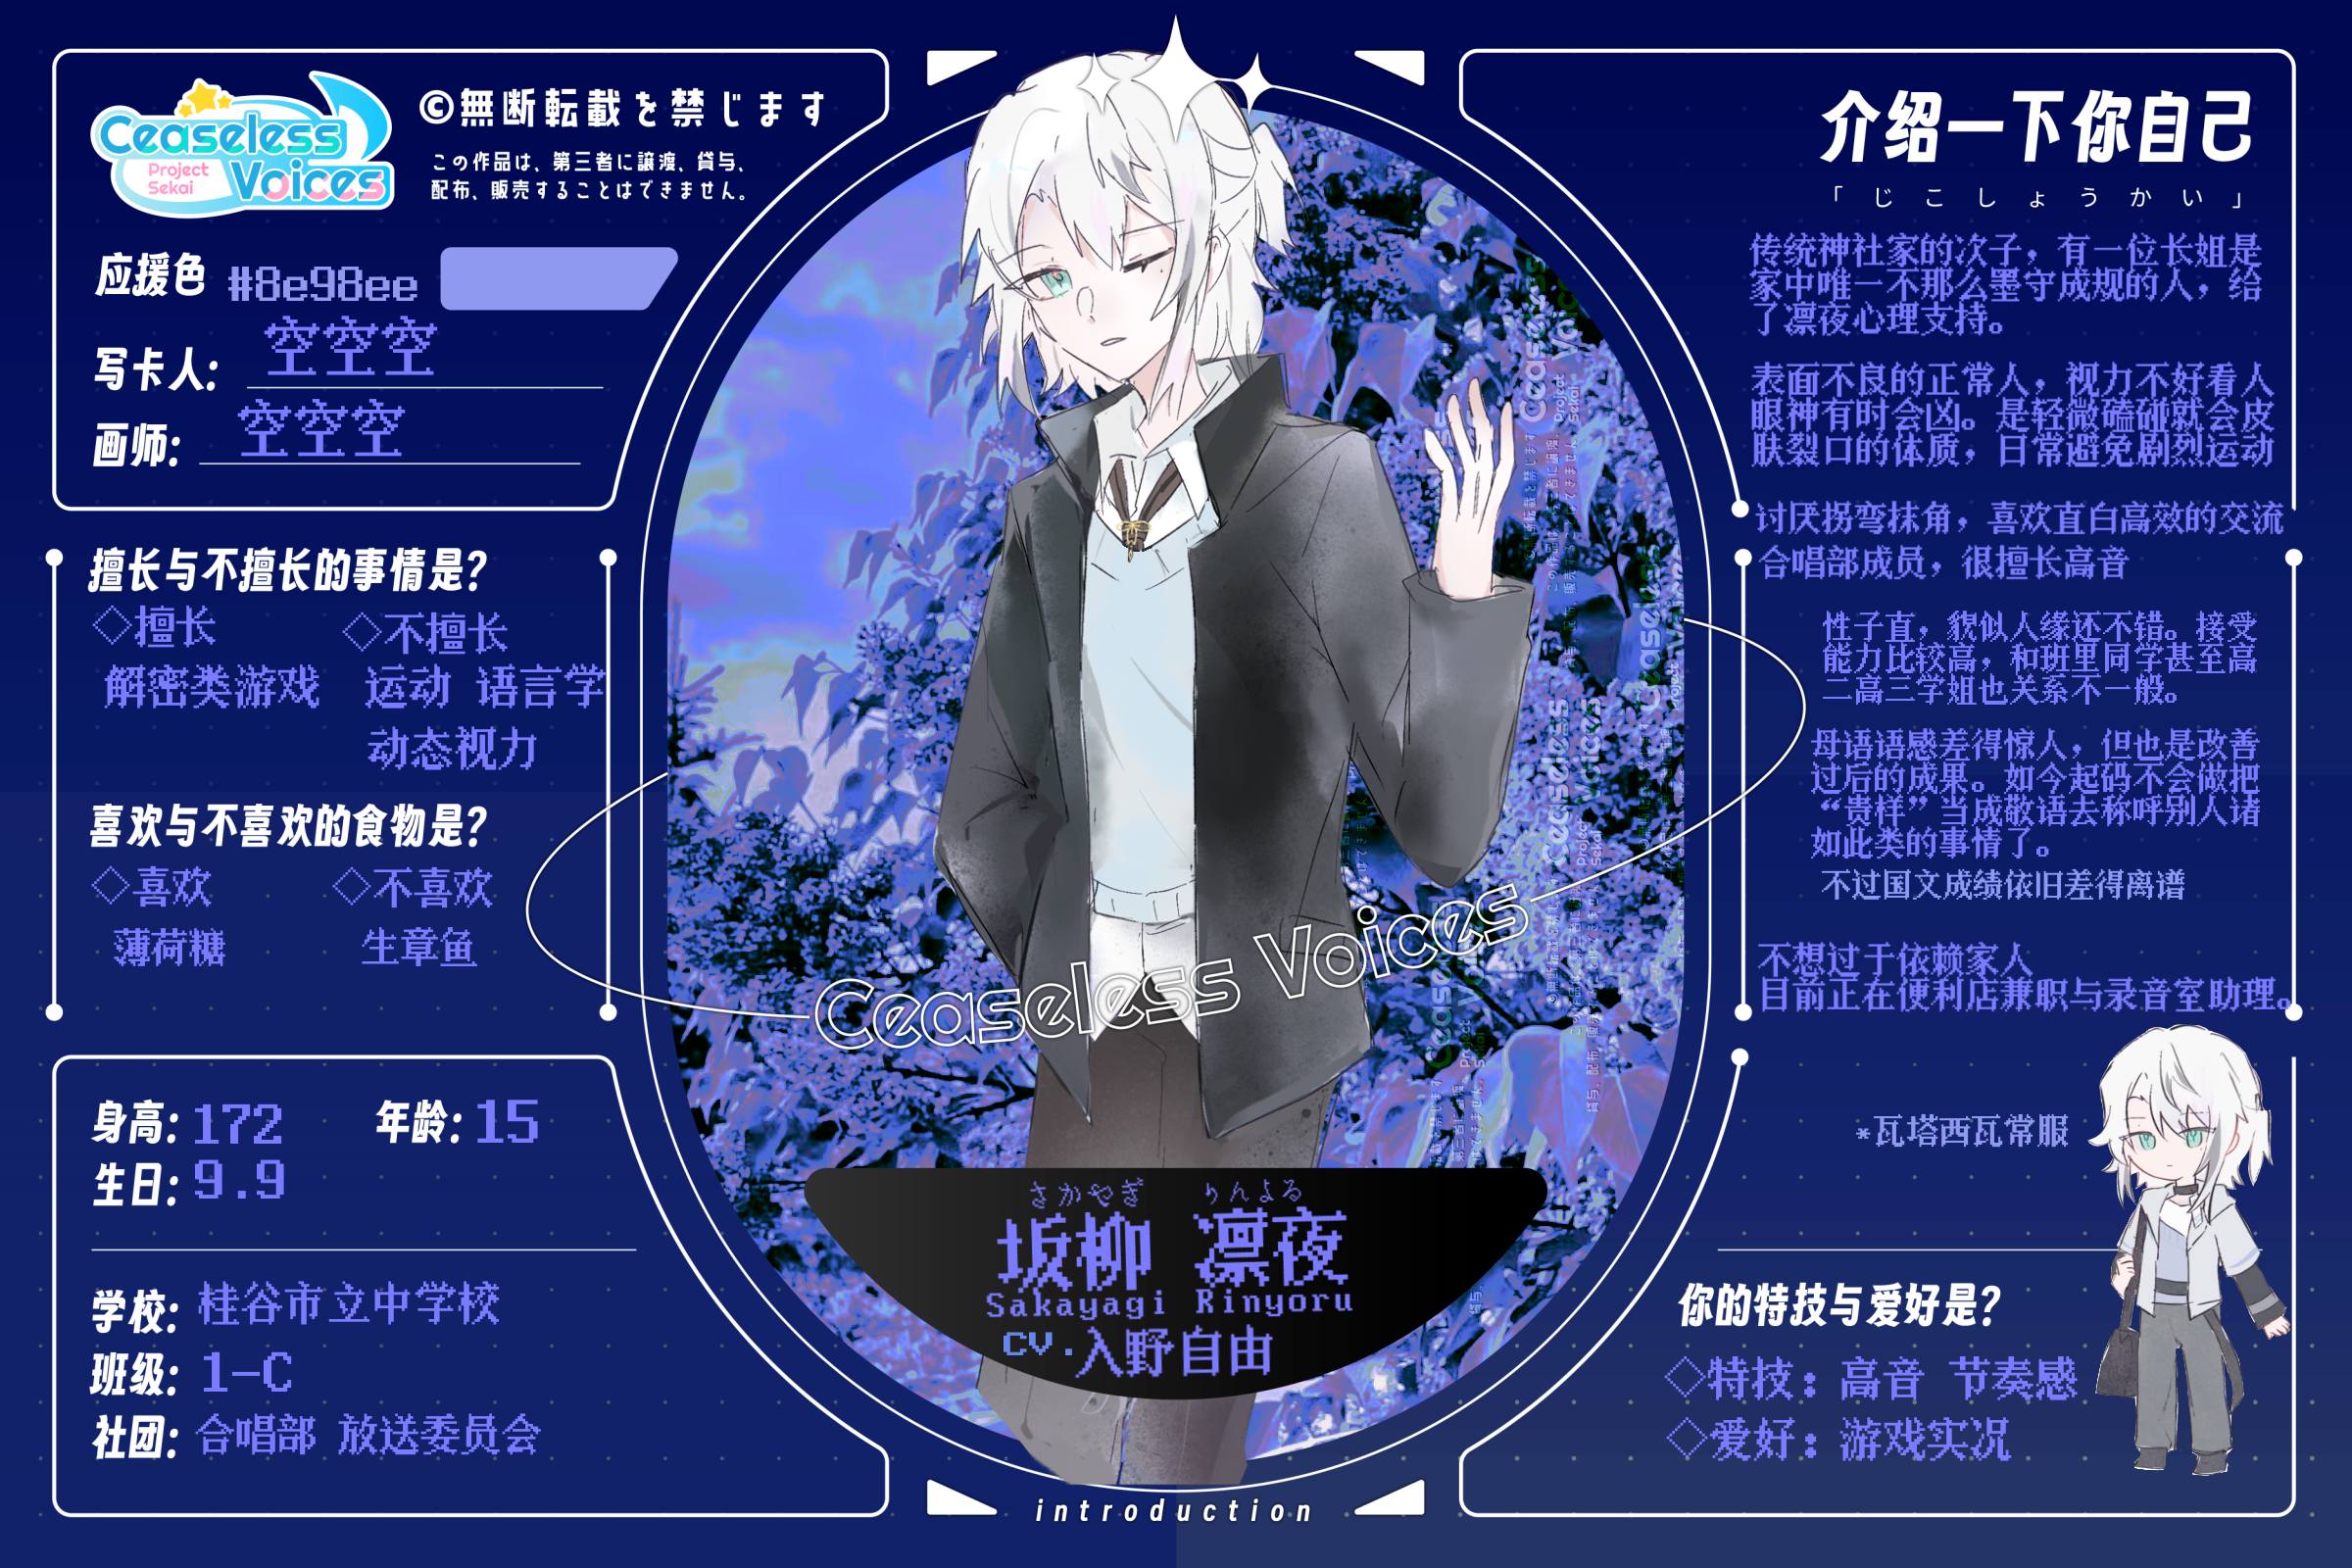 Ceaseless
Project
Sekai
Voices
©無断転載を禁じます
この作品は、第三者に譲渡、貸与、
配布、販売することはできません。
应援色 #8e98ee
写卡人: 空空空
画师: 空空空
擅长与不擅长的事情是?
◇擅长 ◇不擅长
解密类游戏 运动 语言学
动态视力
喜欢与不喜欢的食物是?
◇喜欢 ◇不喜欢
薄荷糖 生章鱼
身高: 172 年龄: 15
生日: 9.9
学校: 桂谷市立中学校
班级: 1-C
社团: 合唱部 放送委员会
Ceaseless Voices
さかやぎ りんよる
坂柳 凛夜
Sakayagi Rinyoru
CV.入野自由
introduction
介绍一下你自己
「じこしょうかい」
传统神社家的次子，有一位长姐是
家中唯一不那么墨守成规的人，给
了凛夜心理支持。
表面不良的正常人，视力不好看人
眼神有时会凶。是轻微磕碰就会皮
肤裂口的体质，日常避免剧烈运动
讨厌拐弯抹角，喜欢直白高效的交流
合唱部成员，很擅长高音
性子直，貌似人缘还不错。接受
能力比较高，和班里同学甚至高
二高三学姐也关系不一般。
母语语感差得惊人，但也是改善
过后的成果。如今起码不会做把
“贵样”当成敬语去称呼别人诸
如此类的事情了。
不过国文成绩依旧差得离谱
不想过于依赖家人
目前正在便利店兼职与录音室助理。
*瓦塔西瓦常服
你的特技与爱好是?
◇特技: 高音 节奏感
◇爱好: 游戏实况